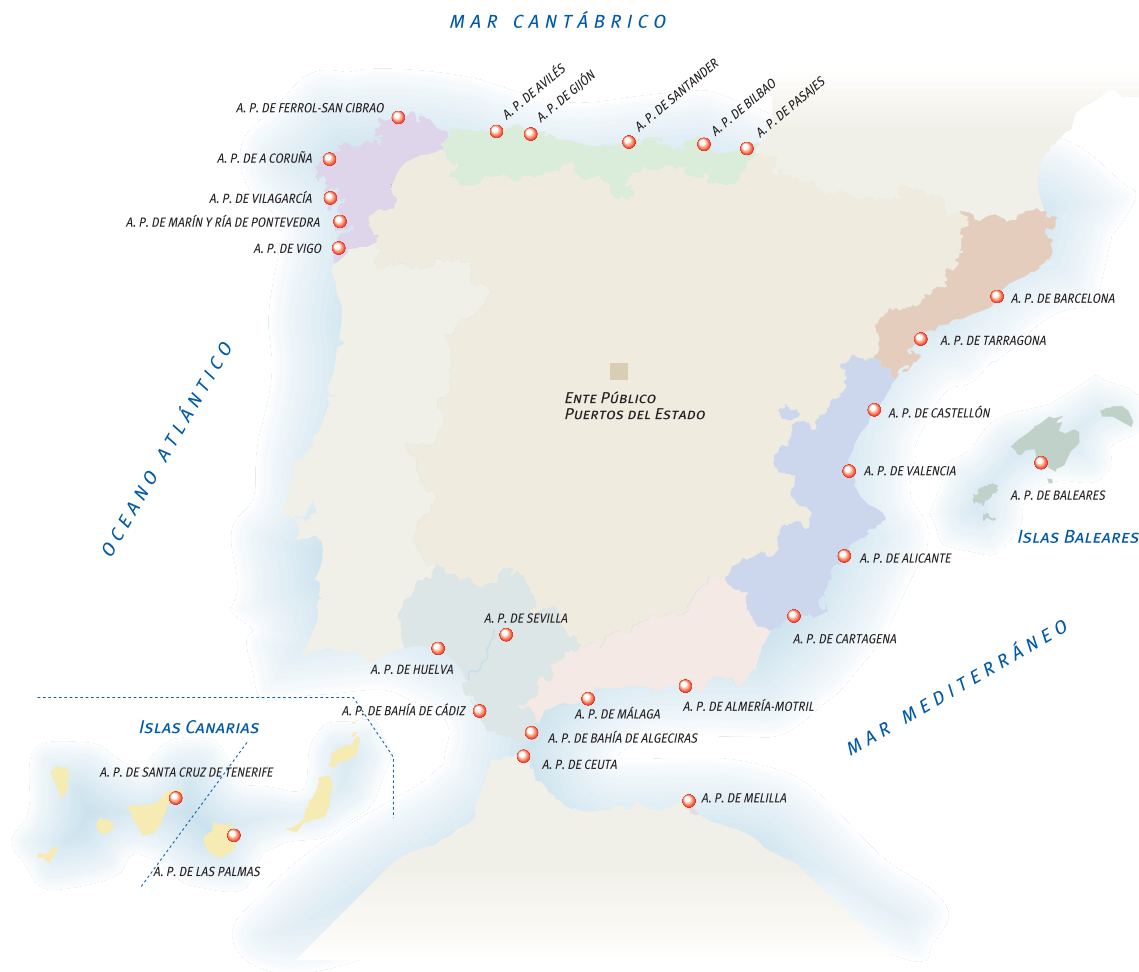 MAR CANTÁBRICO
A. P. DE AVILÉS
A. P. DE GIJÓN
A. P. DE SANTANDER
A. P. DE BILBAO
A. P. DE PASAJES
A. P. DE FERROL-SAN CIBRAO
A. P. DE A CORUÑA
A. P. DE VILAGARCÍA
A. P. DE MARÍN Y RÍA DE PONTEVEDRA
A. P. DE VIGO
A. P. DE BARCELONA
A. P. DE TARRAGONA
OCEANO ATLÁNTICO
ENTE PÚBLICO
PUERTOS DEL ESTADO
A. P. DE CASTELLÓN
A. P. DE VALENCIA
A. P. DE BALEARES
ISLAS BALEARES
A. P. DE ALICANTE
A. P. DE SEVILLA
A. P. DE CARTAGENA
A. P. DE HUELVA
MAR MEDITERRÁNEO
A. P. DE BAHÍA DE CÁDIZ
A. P. DE MÁLAGA
A. P. DE ALMERÍA-MOTRIL
ISLAS CANARIAS
A. P. DE BAHÍA DE ALGECIRAS
A. P. DE CEUTA
A. P. DE SANTA CRUZ DE TENERIFE
A. P. DE MELILLA
A. P. DE LAS PALMAS